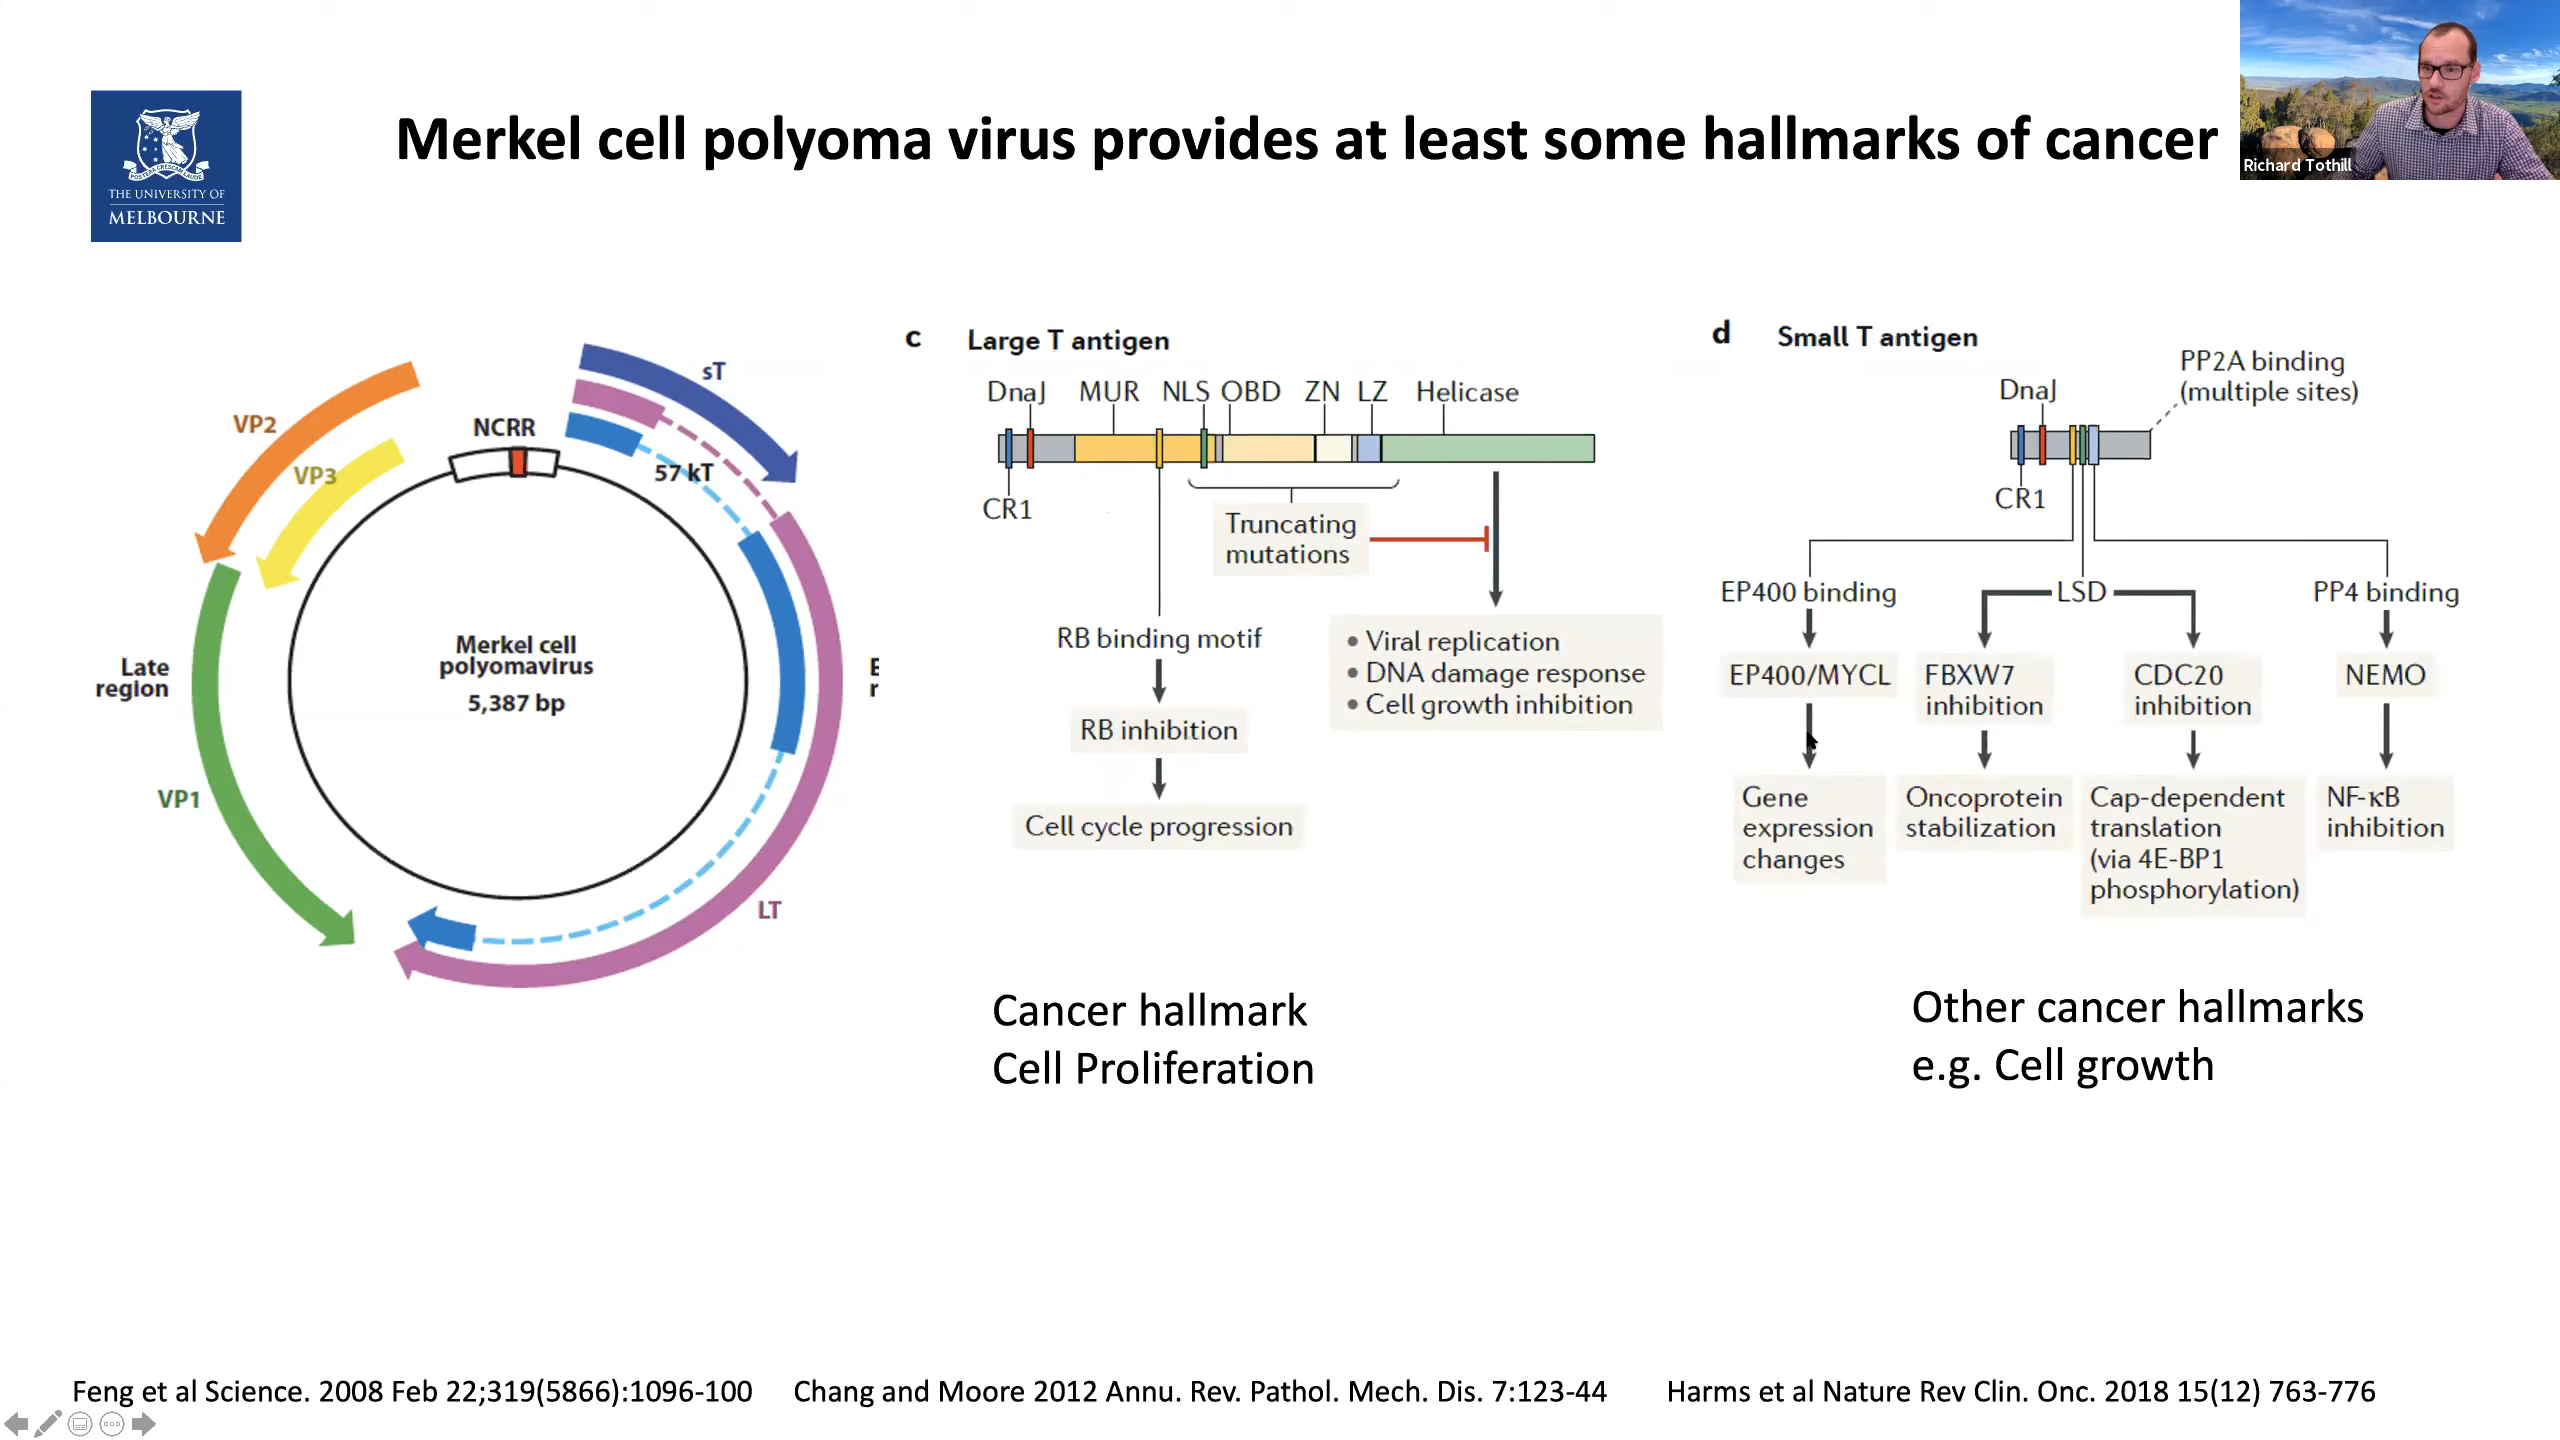 Merkel cell polyoma virus provides at least some hallmarks of cancer
THE UNIVERSITY OF
MELBOURNE
Richard Tothill
VP2
VP3
NCRR
sT
57 kT
Late
region
Merkel cell
polyomavirus
5,387 bp
E
r
VP1
LT
c Large T antigen
DnaJ MUR NLS OBD ZN LZ Helicase
CR1
Truncating
mutations
RB binding motif
RB inhibition
Cell cycle progression
• Viral replication
• DNA damage response
• Cell growth inhibition
Cancer hallmark
Cell Proliferation
d Small T antigen
PP2A binding
(multiple sites)
DnaJ
CR1
EP400 binding LSD PP4 binding
EP400/MYCL
FBXW7
inhibition
CDC20
inhibition
NEMO
Gene
expression
changes
Oncoprotein
stabilization
Cap-dependent
translation
(via 4E-BP1
phosphorylation)
NF-κB
inhibition
Other cancer hallmarks
e.g. Cell growth
Feng et al Science. 2008 Feb 22;319(5866):1096-100 Chang and Moore 2012 Annu. Rev. Pathol. Mech. Dis. 7:123-44 Harms et al Nature Rev Clin. Onc. 2018 15(12) 763-776